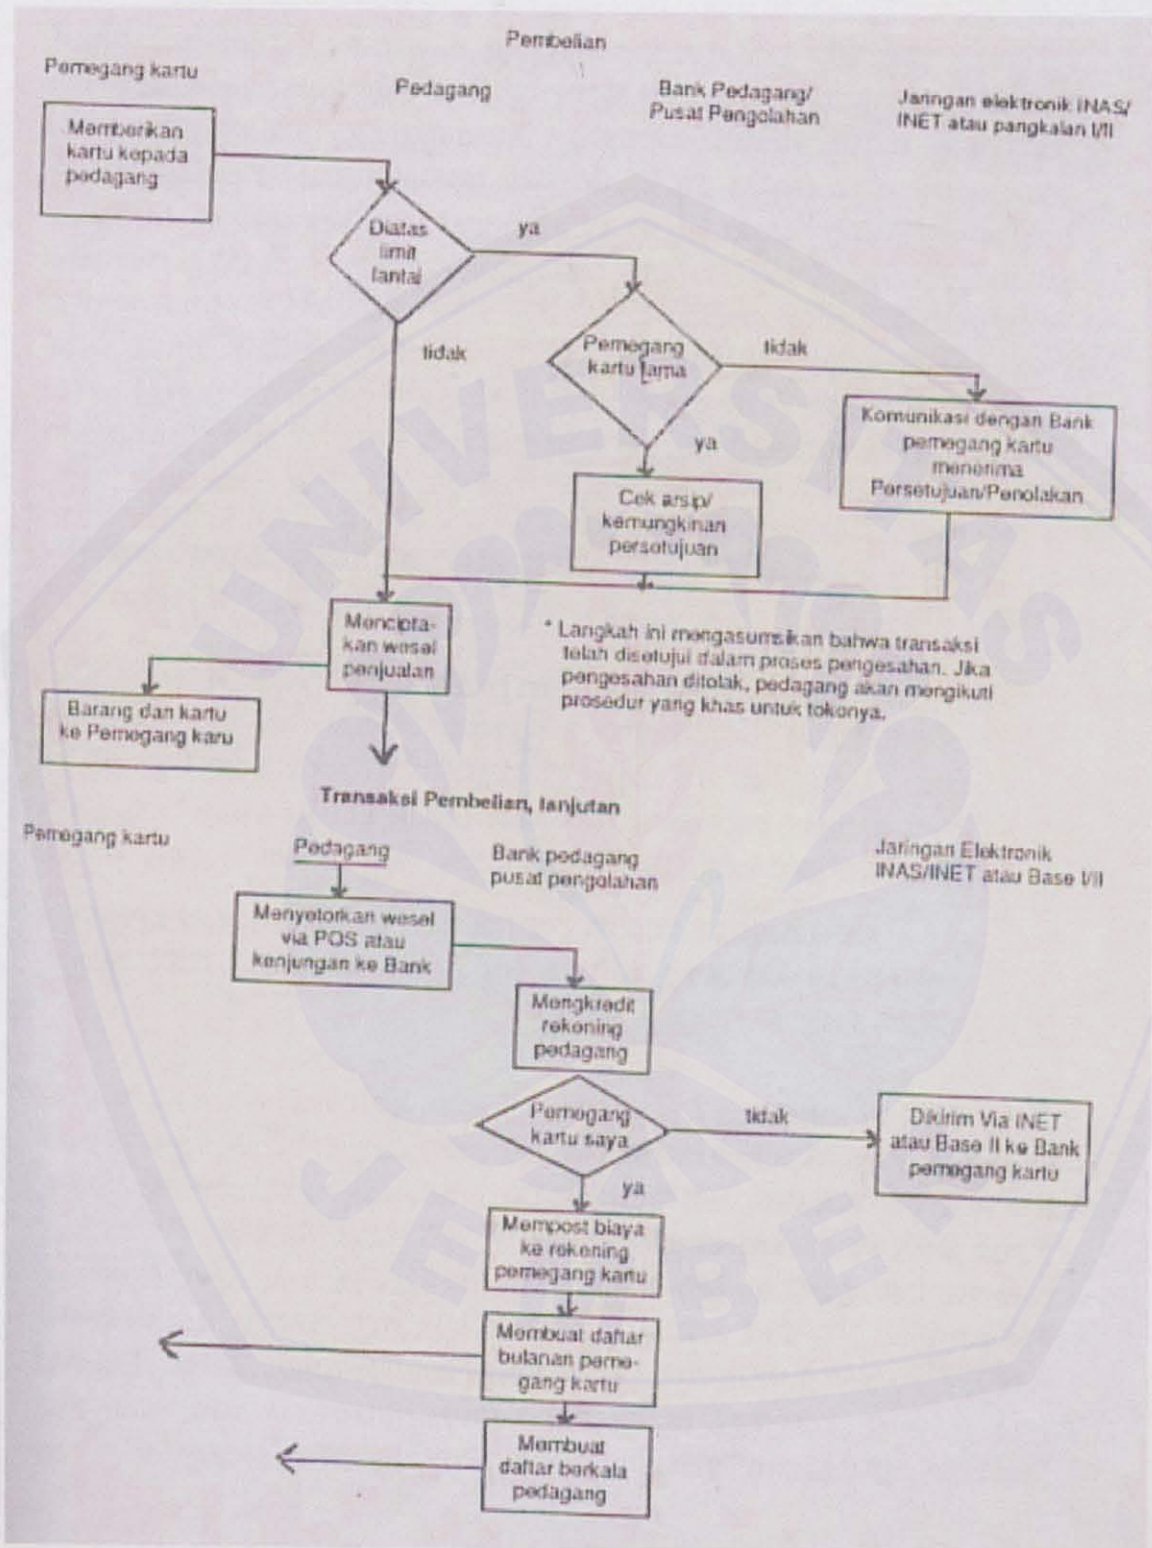 Pembelian
Pemegang kartu
Pedagang
Bank Pedagang/
Pusat Pengolahan
Jaringan elektronik INAS/
INET atau pangkalan I/II
Memberikan
kartu kepada
pedagang
Diatas
limit
lantai
ya
tidak
Pemegang
kartu lama
tidak
ya
Komunikasi dengan Bank
pemegang kartu
menerima
Persetujuan/Penolakan
Cek arsip/
kemungkinan
persetujuan
Mencipta-
kan wesel
penjualan
* Langkah ini mengasumsikan bahwa transaksi
telah disetujui dalam proses pengesahan. Jika
pengesahan ditolak, pedagang akan mengikuti
prosedur yang khas untuk tokonya.
Barang dan kartu
ke Pemegang karu
Transaksi Pembelian, lanjutan
Pemegang kartu
Pedagang
Bank pedagang
pusat pengolahan
Jaringan Elektronik
INAS/INET atau Base I/II
Menyetorkan wesel
via POS atau
kenjungan ke Bank
Mengkredit
rekening
pedagang
Pemegang
kartu saya
tidak
Dikirim Via INET
atau Base II ke Bank
pemegang kartu
ya
Mempost biaya
ke rekening
pemegang kartu
Membuat daftar
bulanan peme-
gang kartu
Membuat
daftar berkala
pedagang
UNIVERSITAS
JEMBER